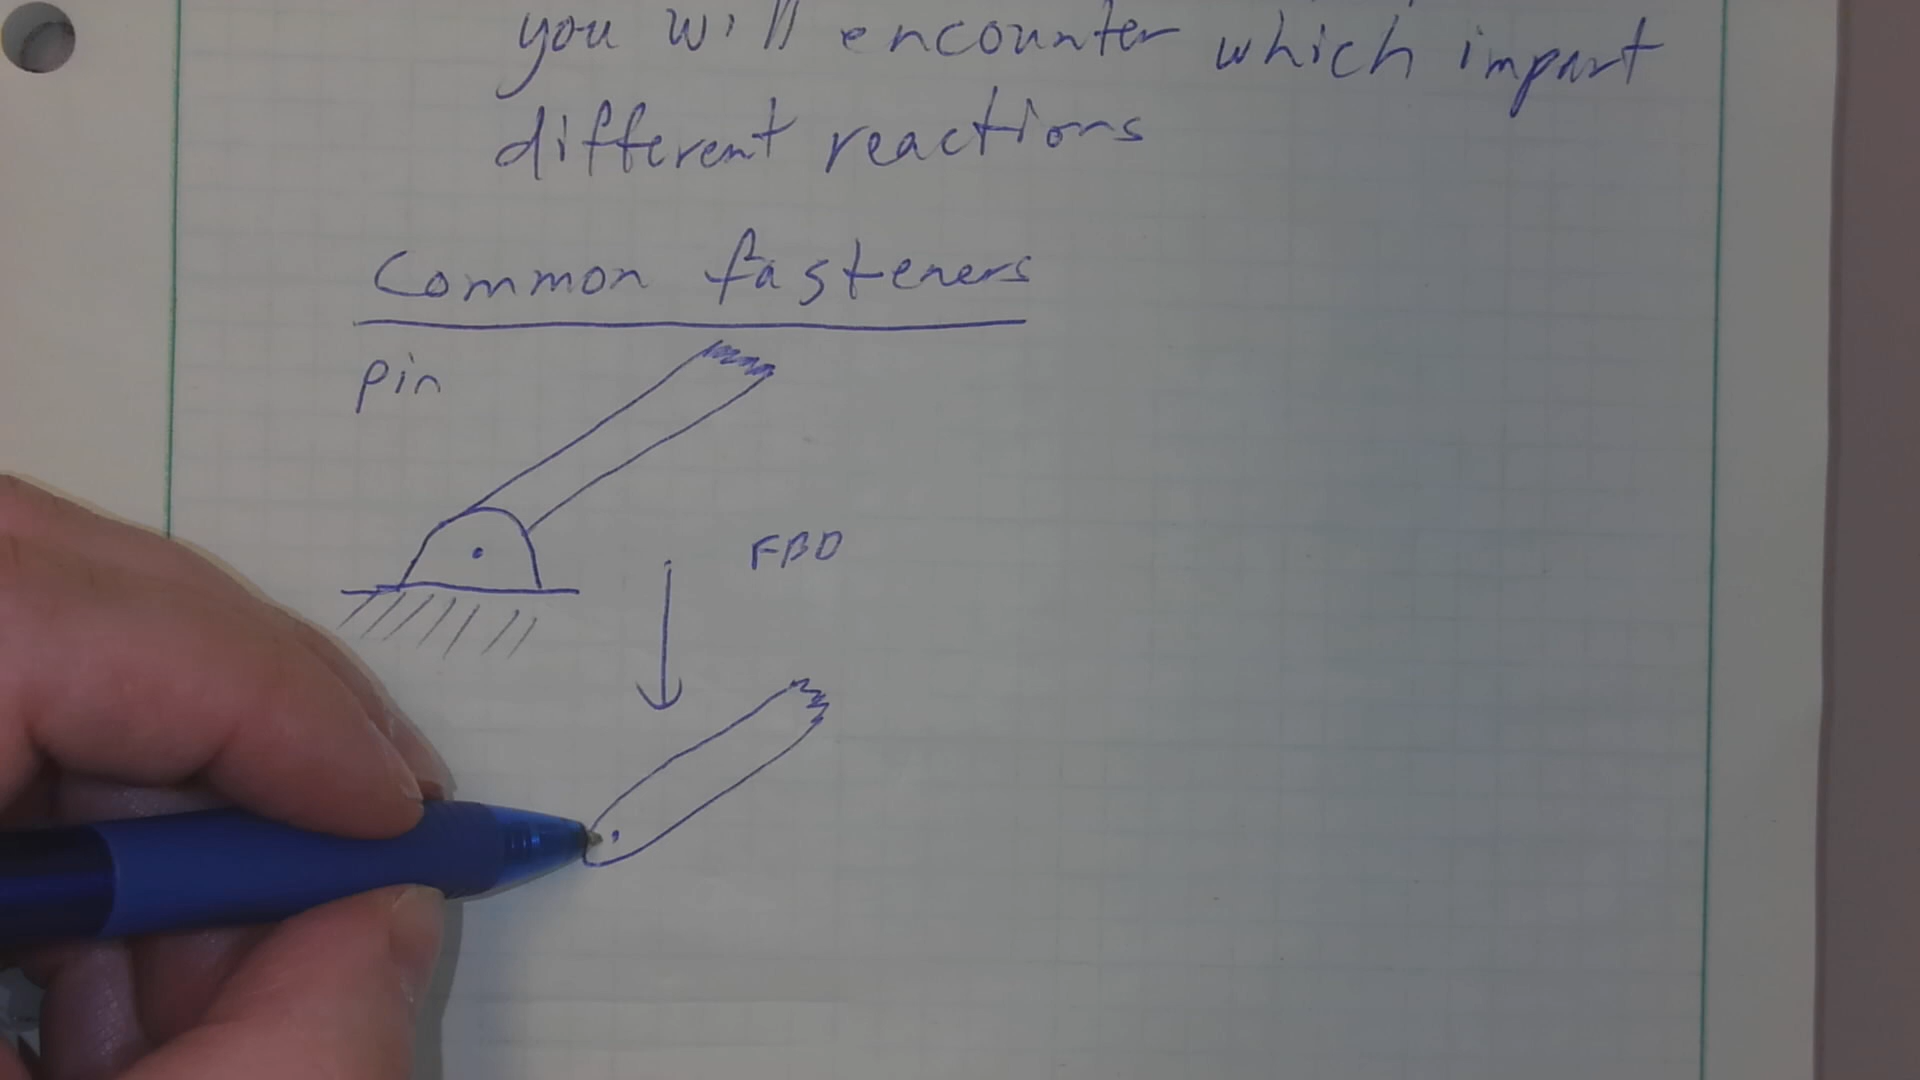 you will encounter which impart
different reactions
Common fasteners
pin
FBD